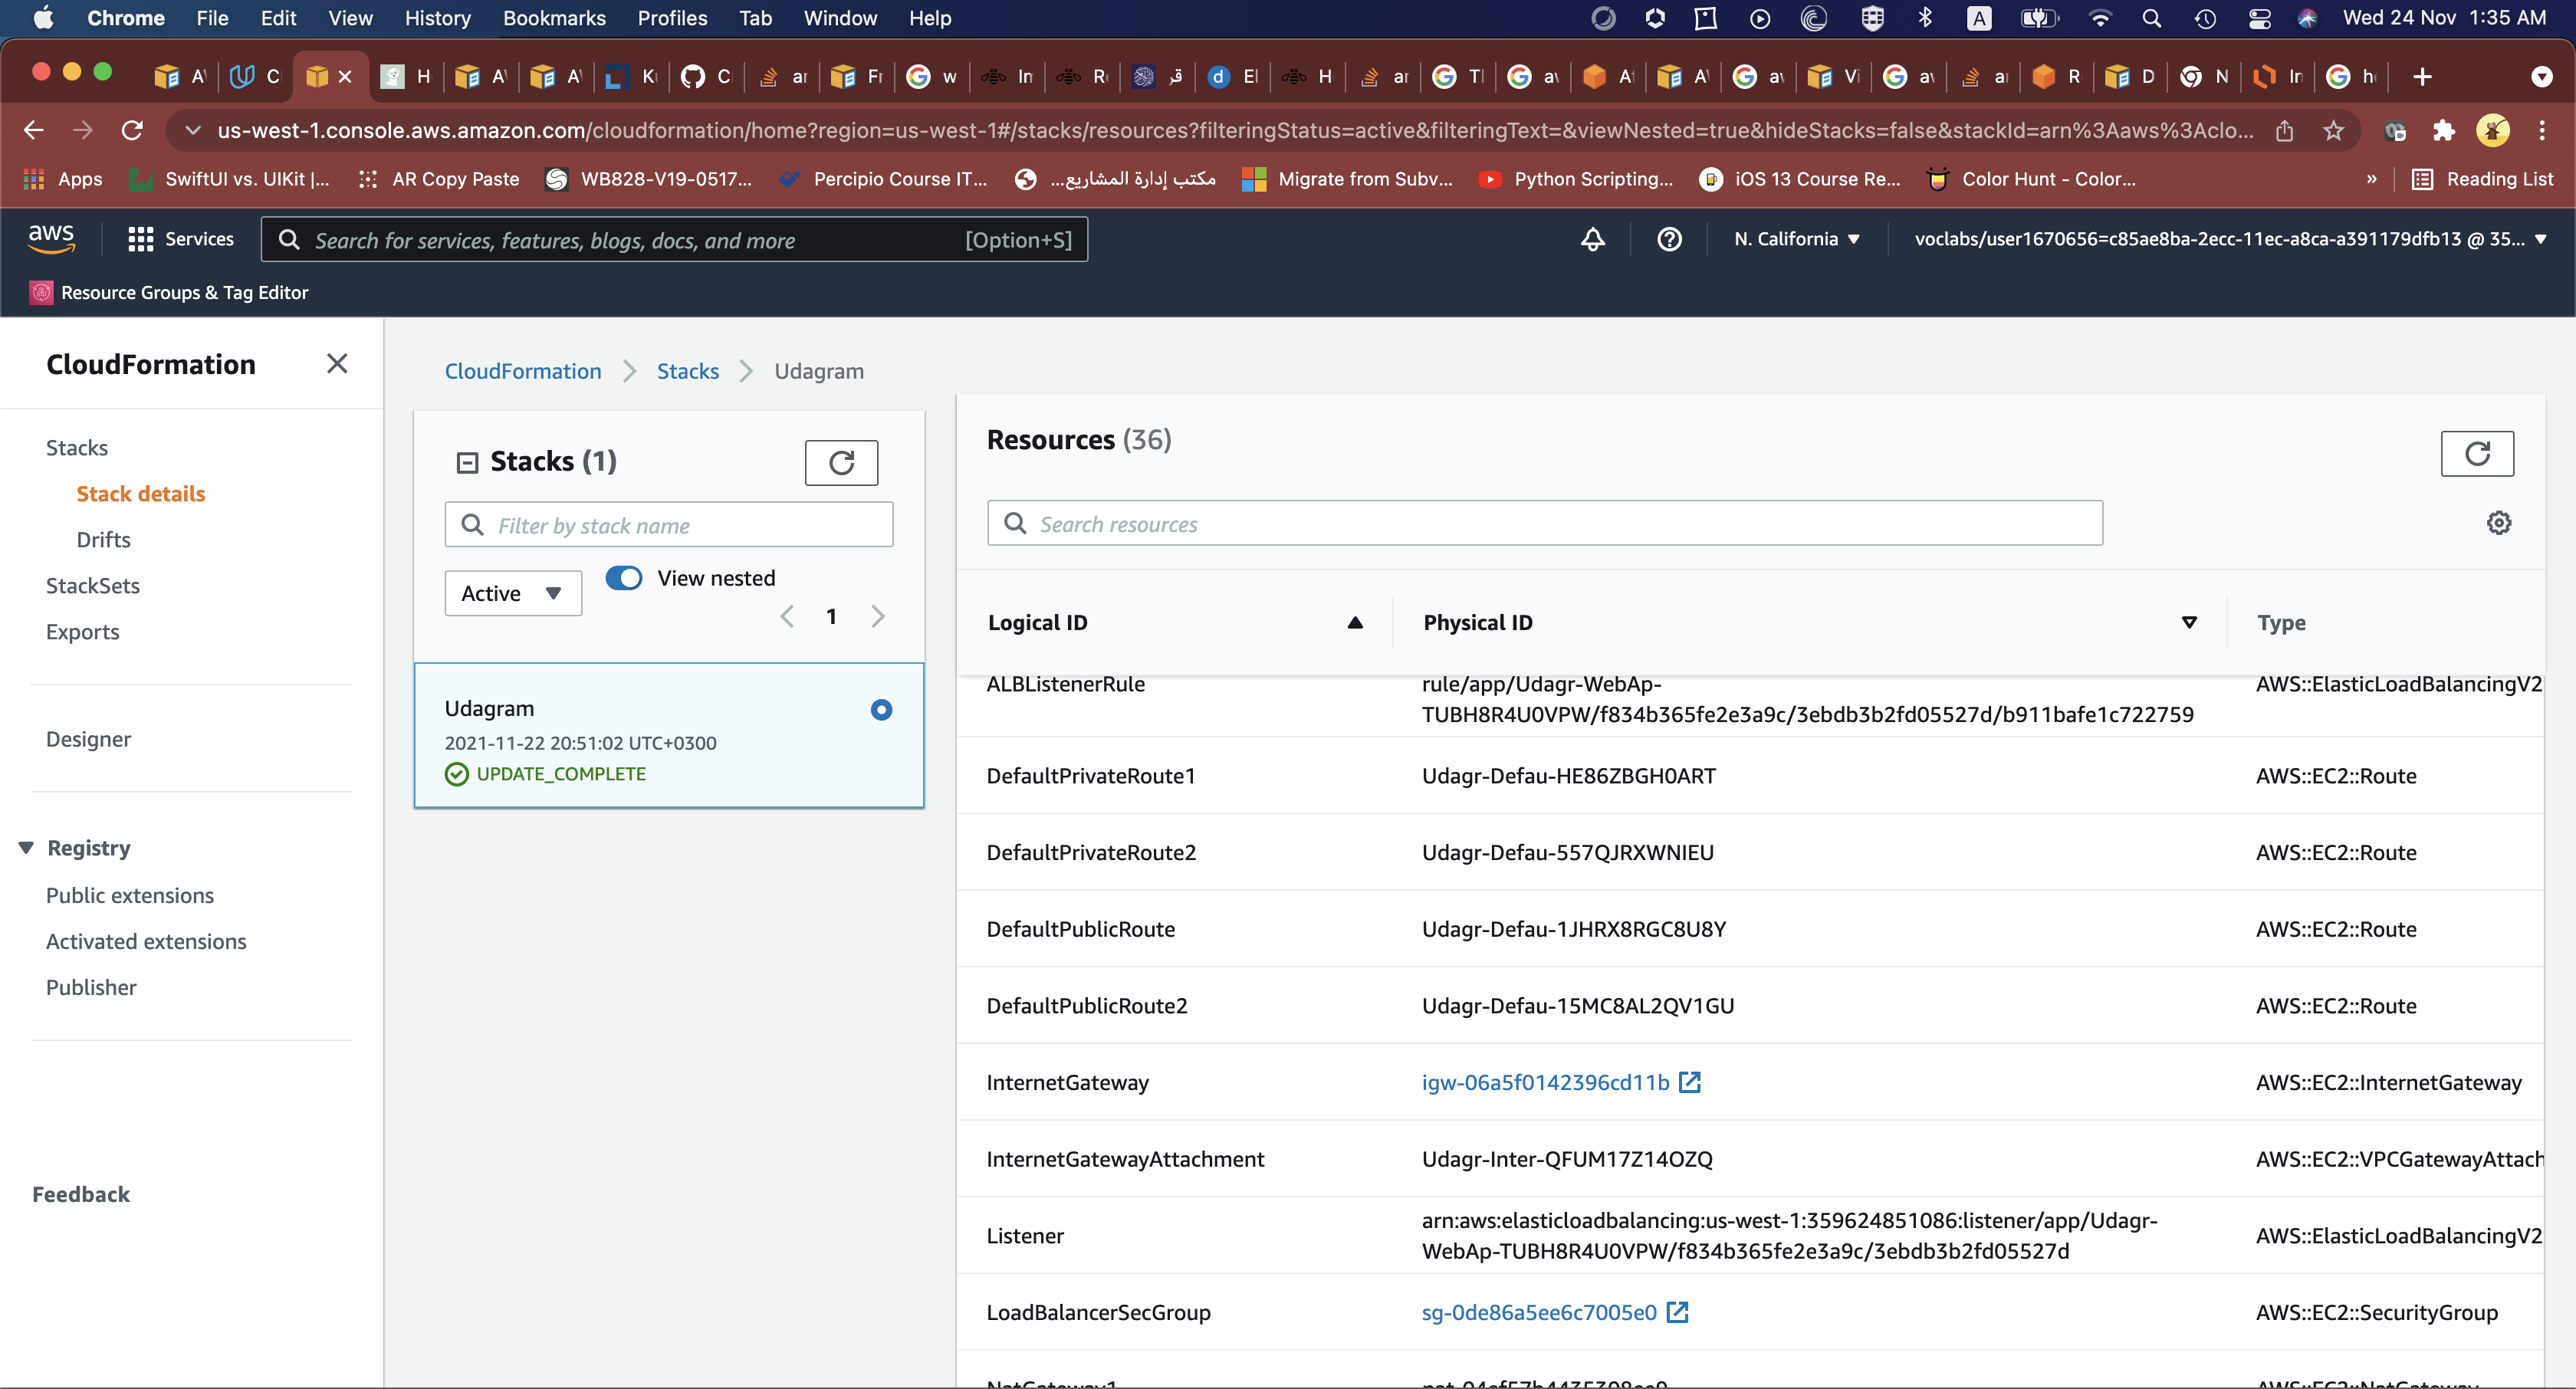 Chrome File Edit View History Bookmarks Profiles Tab Window Help
A Wed 24 Nov 1:35 AM
us-west-1.console.aws.amazon.com/cloudformation/home?region=us-west-1#/stacks/resources?filteringStatus=active&filteringText=&viewNested=true&hideStacks=false&stackId=arn%3Aaws%3Aclo...
Apps SwiftUI vs. UIKit |... AR Copy Paste WB828-V19-0517... Percipio Course IT... مكتب إدارة المشاريع... Migrate from Subv... Python Scripting... iOS 13 Course Re... Color Hunt - Color... » Reading List
aws Services Search for services, features, blogs, docs, and more [Option+S] N. California voclabs/user1670656=c85ae8ba-2ecc-11ec-a8ca-a391179dfb13 @ 35...
Resource Groups & Tag Editor
CloudFormation
Stacks
Stack details
Drifts
StackSets
Exports
Designer
Registry
Public extensions
Activated extensions
Publisher
Feedback
CloudFormation Stacks Udagram
Stacks (1)
Filter by stack name
Active View nested
1
Udagram
2021-11-22 20:51:02 UTC+0300
UPDATE_COMPLETE
Resources (36)
Search resources
Logical ID Physical ID Type
ALBListenerRule rule/app/Udagr-WebAp- AWS::ElasticLoadBalancingV2
TUBH8R4U0VPW/f834b365fe2e3a9c/3ebdb3b2fd05527d/b911bafe1c722759
DefaultPrivateRoute1 Udagr-Defau-HE86ZBGH0ART AWS::EC2::Route
DefaultPrivateRoute2 Udagr-Defau-557QJRXWNIEU AWS::EC2::Route
DefaultPublicRoute Udagr-Defau-1JHRX8RGC8U8Y AWS::EC2::Route
DefaultPublicRoute2 Udagr-Defau-15MC8AL2QV1GU AWS::EC2::Route
InternetGateway igw-06a5f0142396cd11b AWS::EC2::InternetGateway
InternetGatewayAttachment Udagr-Inter-QFUM17Z14OZQ AWS::EC2::VPCGatewayAttach
Listener arn:aws:elasticloadbalancing:us-west-1:359624851086:listener/app/Udagr- AWS::ElasticLoadBalancingV2
WebAp-TUBH8R4U0VPW/f834b365fe2e3a9c/3ebdb3b2fd05527d
LoadBalancerSecGroup sg-0de86a5ee6c7005e0 AWS::EC2::SecurityGroup